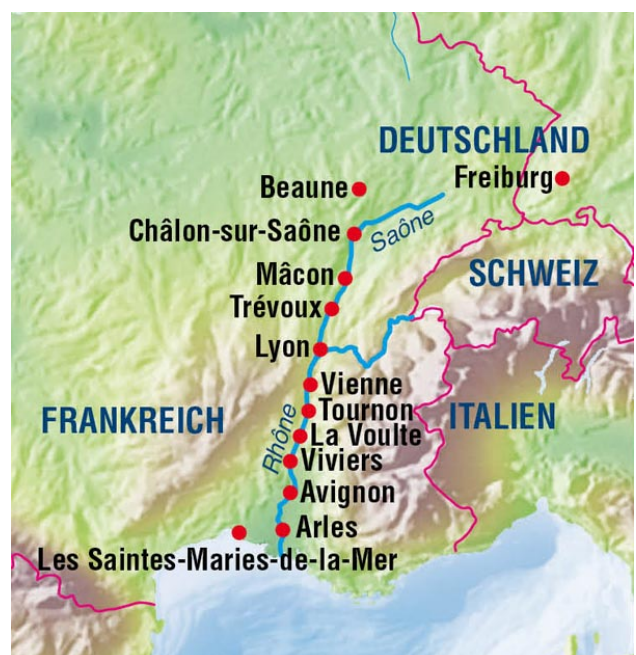 DEUTSCHLAND
Freiburg
Beaune
Châlon-sur-Saône
Saône
Mâcon
SCHWEIZ
Trévoux
Lyon
Vienne
Tournon
FRANKREICH
ITALIEN
Rhône
La Voulte
Viviers
Avignon
Arles
Les Saintes-Maries-de-la-Mer